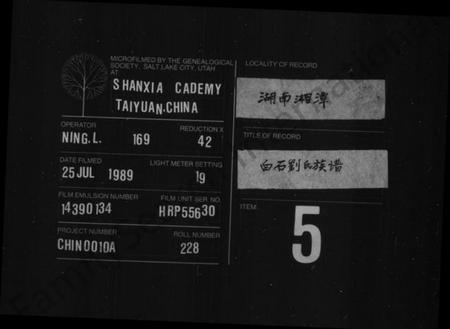 MICROFILMED BY THE GENEALOGICAL
SOCIETY, SALT LAKE CITY, UTAH
AT
SHANXIA CADEMY
TAIYUAN.CHINA
OPERATOR
REDUCTION X
NING.L. 169 42
DATE FILMED
LIGHT METER SETTING
25 JUL 1989 19
FILM EMULSION NUMBER
FILM UNIT SER. NO.
14390134 HRP55630
PROJECT NUMBER
ROLL NUMBER
CHIN0010A 228
LOCALITY OF RECORD
湖南湘潭
TITLE OF RECORD
白石劉氏族譜
ITEM
5